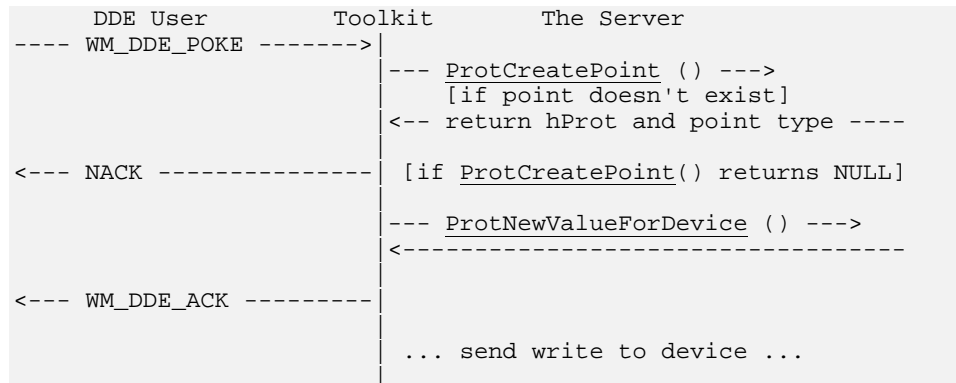 DDE User         Toolkit       The Server
---- WM_DDE_POKE ------->|
                         |--- ProtCreatePoint () --->
                         |    [if point doesn't exist]
                         |<-- return hProt and point type ----
                         |
<--- NACK ---------------| [if ProtCreatePoint() returns NULL]
                         |
                         |--- ProtNewValueForDevice () --->
                         |<-----------------------------------
                         |
<--- WM_DDE_ACK ---------|
                         |
                         | ... send write to device ...
                         |